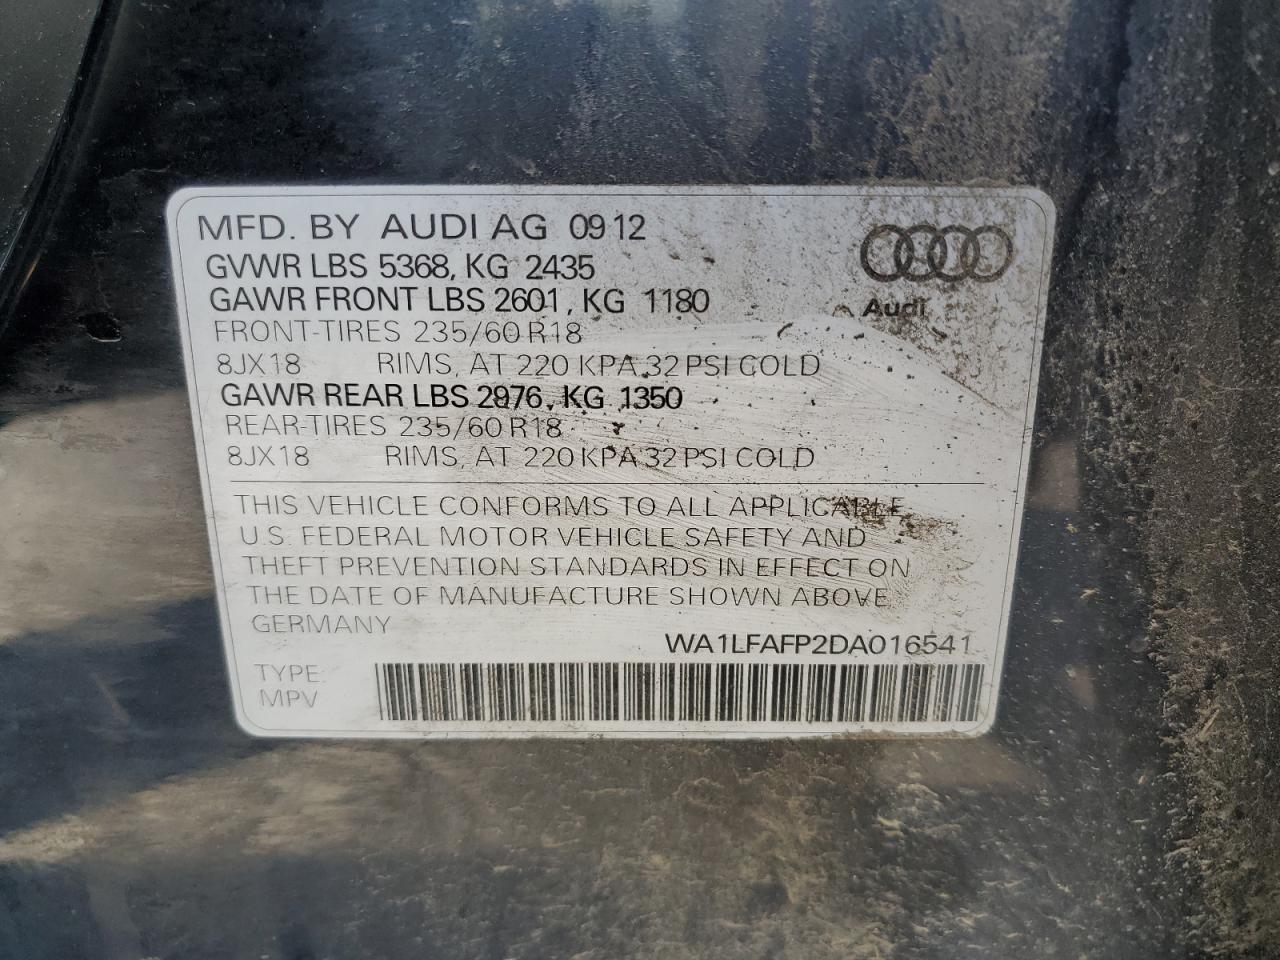 MFD. BY AUDI AG 09 12
GVWR LBS 5368, KG 2435
GAWR FRONT LBS 2601, KG 1180
Audi
FRONT-TIRES 235/60 R18
8JX18 RIMS, AT 220 KPA 32 PSI COLD
GAWR REAR LBS 2976, KG 1350
REAR-TIRES 235/60 R18
8JX18 RIMS, AT 220 KPA 32 PSI COLD
THIS VEHICLE CONFORMS TO ALL APPLICABLE
U.S. FEDERAL MOTOR VEHICLE SAFETY AND
THEFT PREVENTION STANDARDS IN EFFECT ON
THE DATE OF MANUFACTURE SHOWN ABOVE
GERMANY
WA1LFAFP2DA016541
TYPE:
MPV